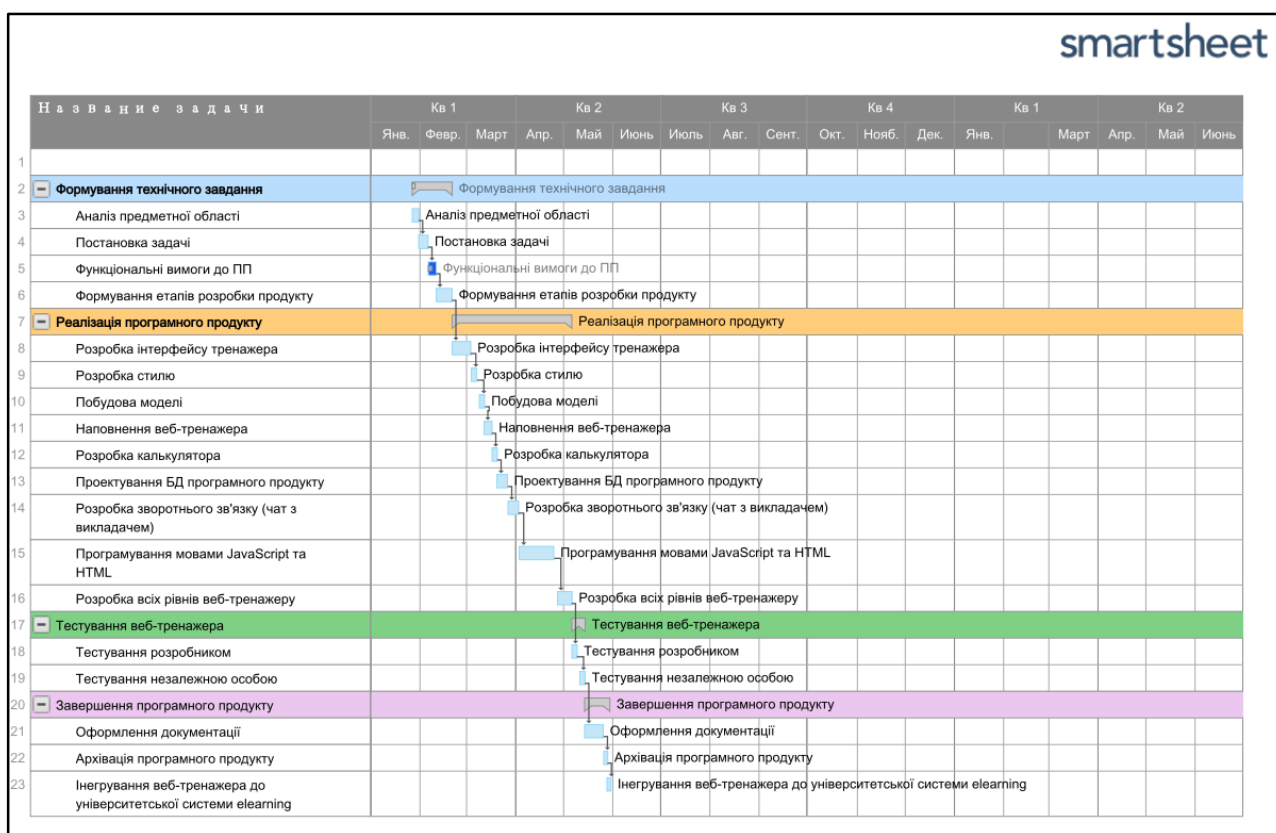 smartsheet
Название задачи
Кв 1 Кв 2 Кв 3 Кв 4 Кв 1 Кв 2
Янв. Февр. Март Апр. Май Июнь Июль Авг. Сент. Окт. Нояб. Дек. Янв. Март Апр. Май Июнь
1
2 Формування технічного завдання Формування технічного завдання
3 Аналіз предметної області Аналіз предметної області
4 Постановка задачі Постановка задачі
5 Функціональні вимоги до ПП Функціональні вимоги до ПП
6 Формування етапів розробки продукту Формування етапів розробки продукту
7 Реалізація програмного продукту Реалізація програмного продукту
8 Розробка інтерфейсу тренажера Розробка інтерфейсу тренажера
9 Розробка стилю Розробка стилю
10 Побудова моделі Побудова моделі
11 Наповнення веб-тренажера Наповнення веб-тренажера
12 Розробка калькулятора Розробка калькулятора
13 Проектування БД програмного продукту Проектування БД програмного продукту
14 Розробка зворотнього зв'язку (чат з Розробка зворотнього зв'язку (чат з викладачем)
викладачем)
15 Програмування мовами JavaScript та Програмування мовами JavaScript та HTML
HTML
16 Розробка всіх рівнів веб-тренажеру Розробка всіх рівнів веб-тренажеру
17 Тестування веб-тренажера Тестування веб-тренажера
18 Тестування розробником Тестування розробником
19 Тестування незалежною особою Тестування незалежною особою
20 Завершення програмного продукту Завершення програмного продукту
21 Оформлення документації Оформлення документації
22 Архівація програмного продукту Архівація програмного продукту
23 Інегрування веб-тренажера до Інегрування веб-тренажера до університетської системи elearning
університетської системи elearning